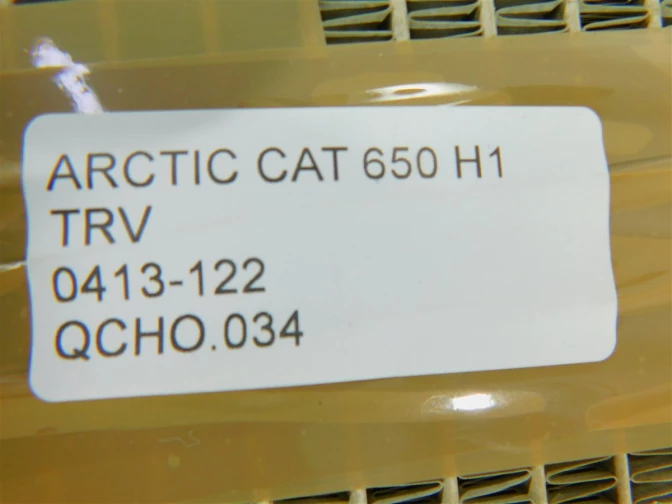 ARCTIC CAT 650 H1
TRV
0413-122
QCHO.034